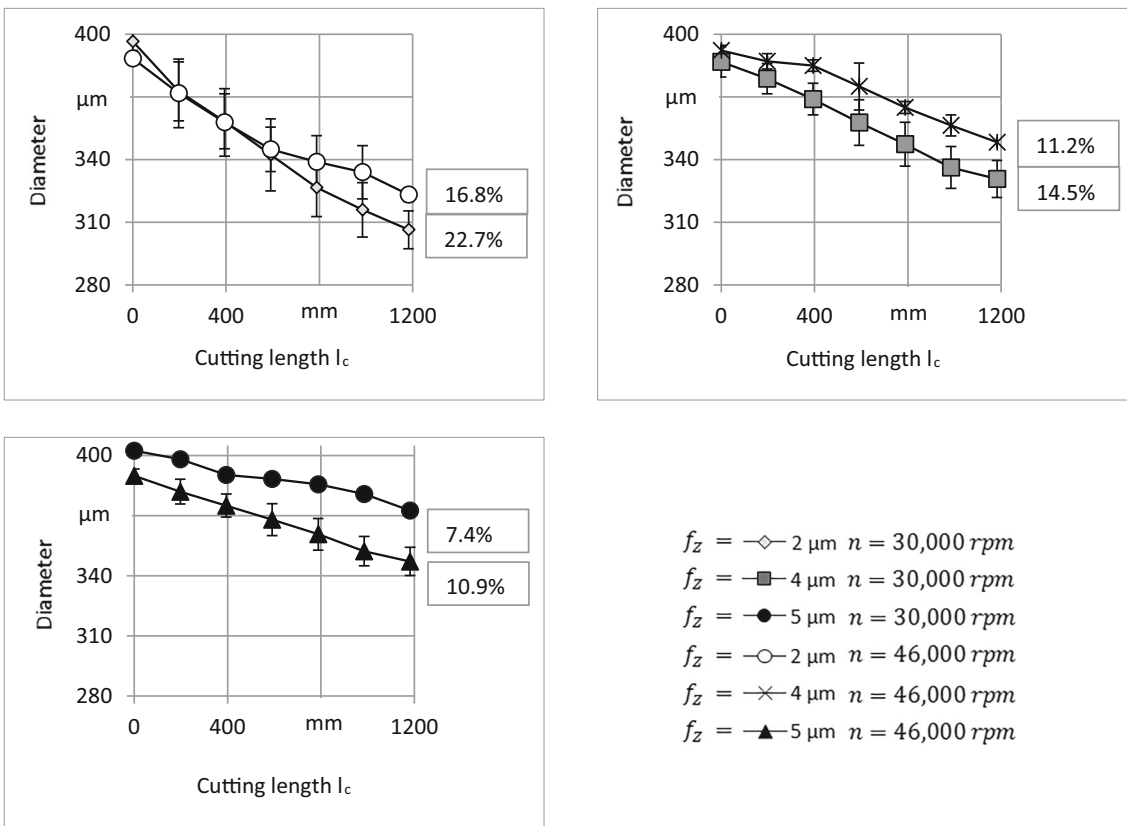 400
μm
340
310
280
Diameter
0
400
mm
1200
Cutting length lc
16.8%
22.7%
400
μm
340
310
280
Diameter
0
400
mm
1200
Cutting length lc
11.2%
14.5%
400
μm
340
310
280
Diameter
0
400
mm
1200
Cutting length lc
7.4%
10.9%
fz = 2 μm n = 30,000 rpm
fz = 4 μm n = 30,000 rpm
fz = 5 μm n = 30,000 rpm
fz = 2 μm n = 46,000 rpm
fz = 4 μm n = 46,000 rpm
fz = 5 μm n = 46,000 rpm